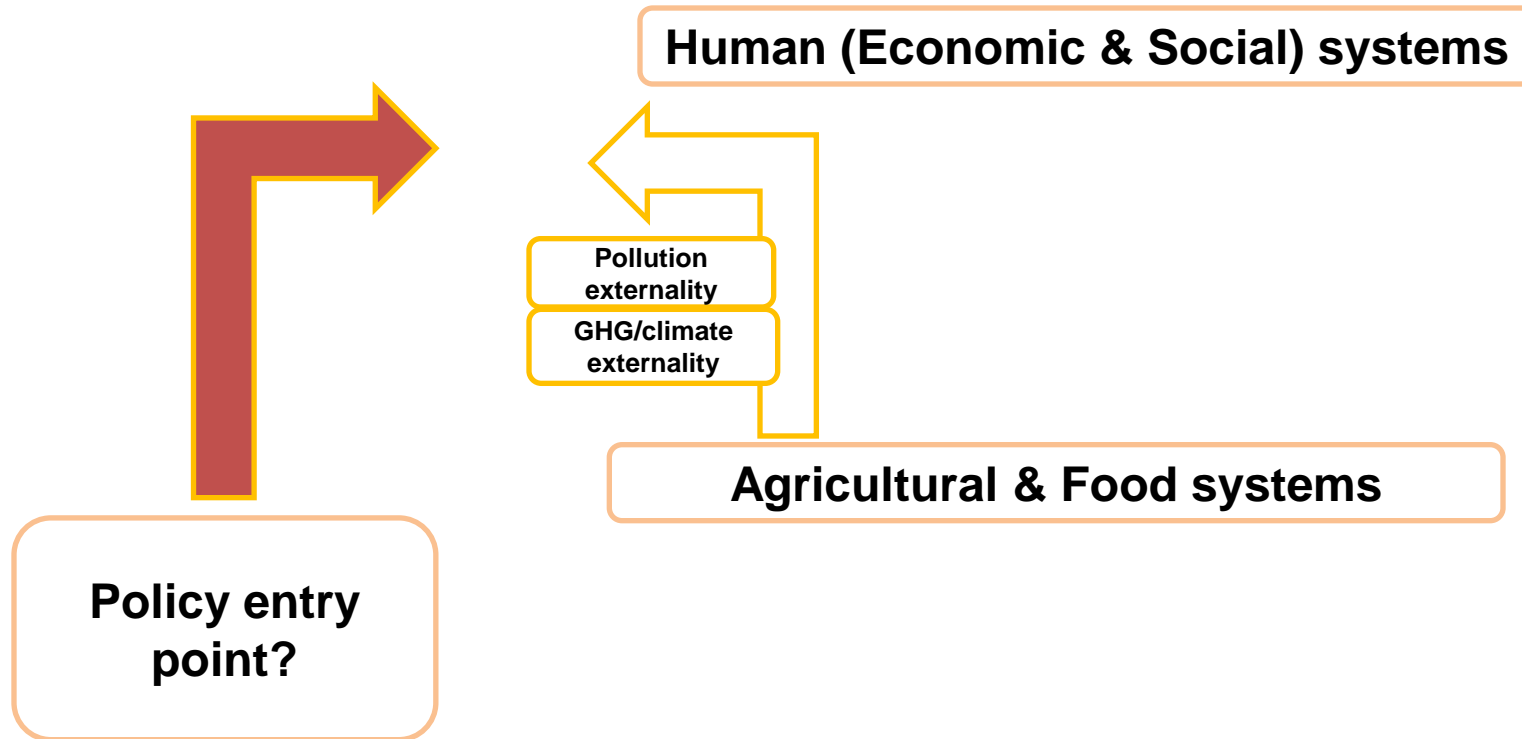 Human (Economic & Social) systems
Pollution
externality
GHG/climate
externality
Agricultural & Food systems
Policy entry
point?